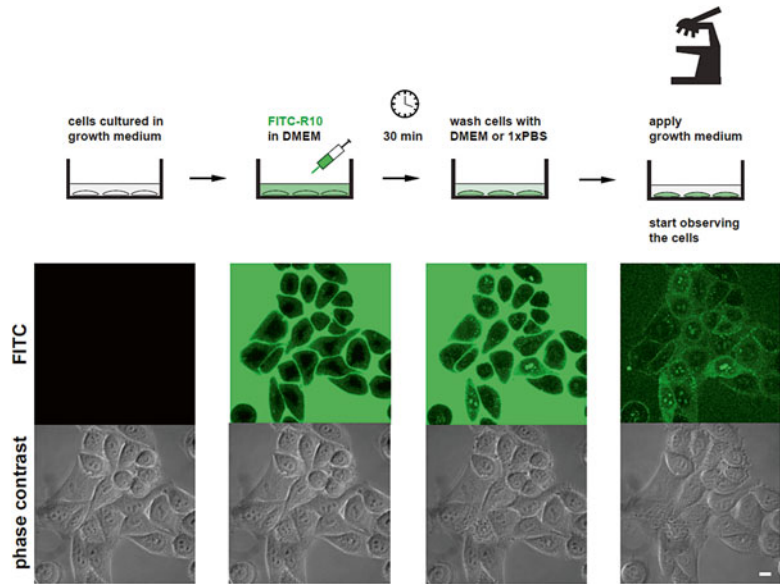 cells cultured in
growth medium
FITC-R10
in DMEM
30 min
wash cells with
DMEM or 1xPBS
apply
growth medium
start observing
the cells
FITC
phase contrast